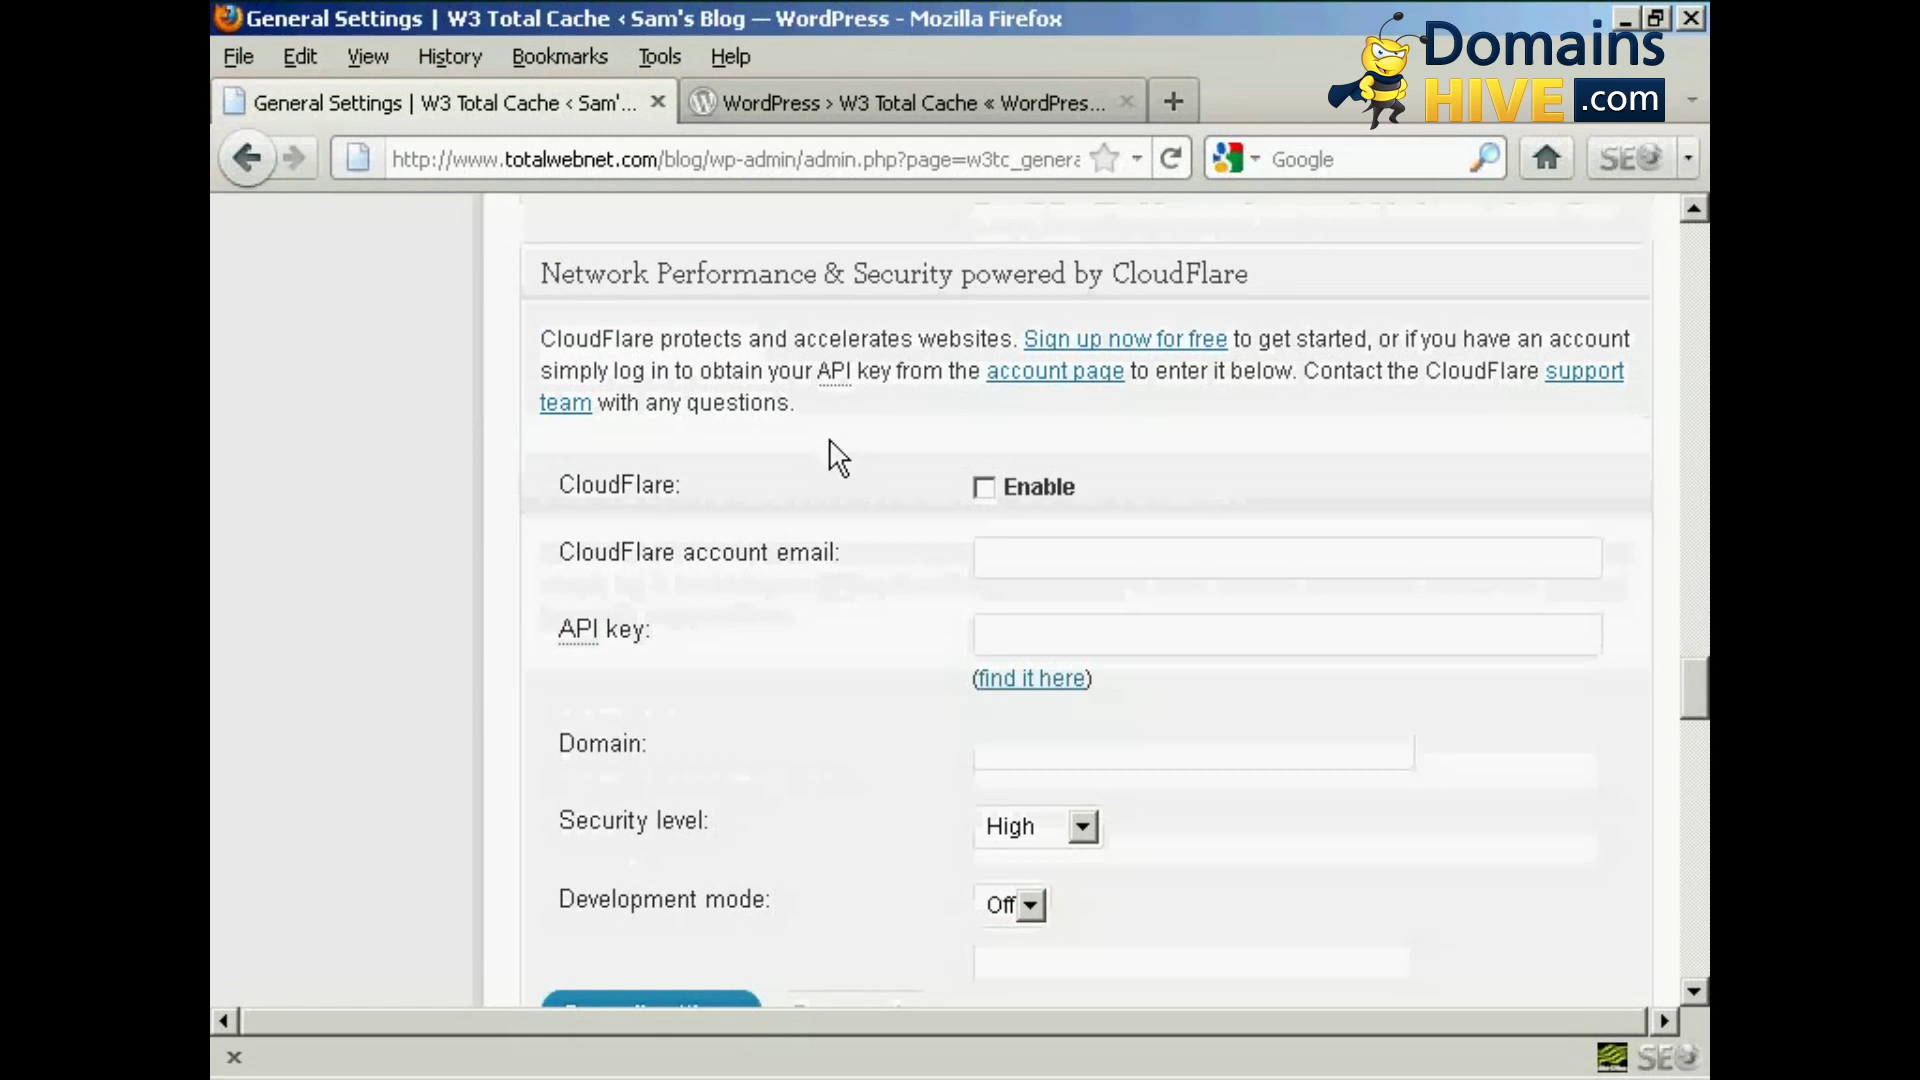 General Settings | W3 Total Cache ‹ Sam's Blog — WordPress - Mozilla Firefox
File Edit View History Bookmarks Tools Help
Domains
HIVE .com
General Settings | W3 Total Cache ‹ Sam'... WordPress › W3 Total Cache « WordPres...
http://www.totalwebnet.com/blog/wp-admin/admin.php?page=w3tc_genera Google SEO
Network Performance & Security powered by CloudFlare
CloudFlare protects and accelerates websites. Sign up now for free to get started, or if you have an account
simply log in to obtain your API key from the account page to enter it below. Contact the CloudFlare support
team with any questions.
CloudFlare: Enable
CloudFlare account email:
API key:
(find it here)
Domain:
Security level: High
Development mode: Off
SEO